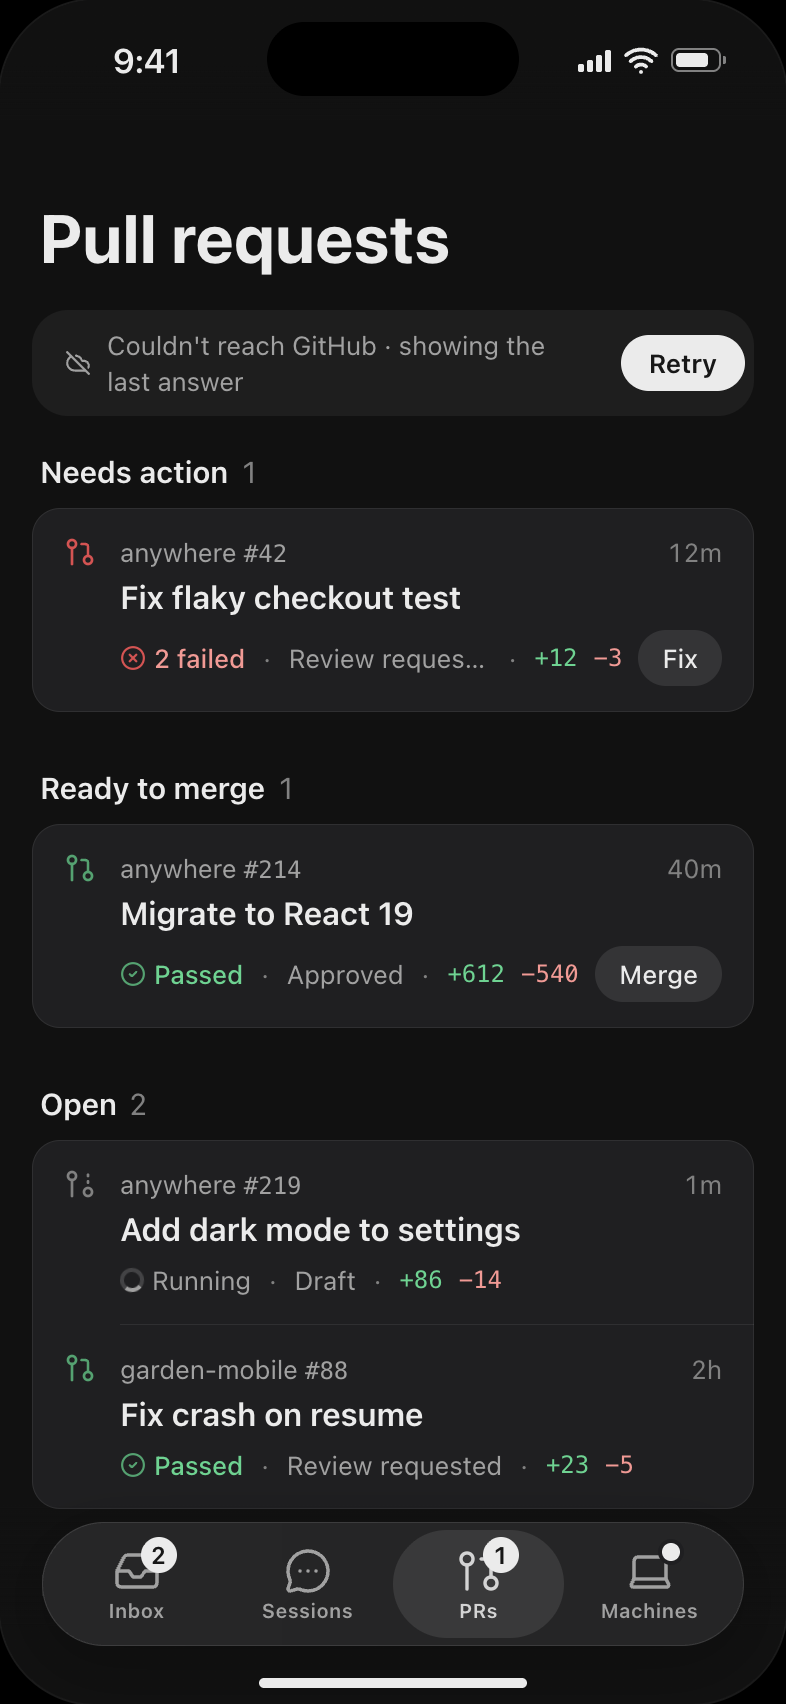 9:41
Pull requests
Couldn't reach GitHub · showing the
last answer
Retry
Needs action 1
anywhere #42 12m
Fix flaky checkout test
2 failed · Review reques... · +12 −3 Fix
Ready to merge 1
anywhere #214 40m
Migrate to React 19
Passed · Approved · +612 −540 Merge
Open 2
anywhere #219 1m
Add dark mode to settings
Running · Draft · +86 −14
garden-mobile #88 2h
Fix crash on resume
Passed · Review requested · +23 −5
2 1
Inbox Sessions PRs Machines